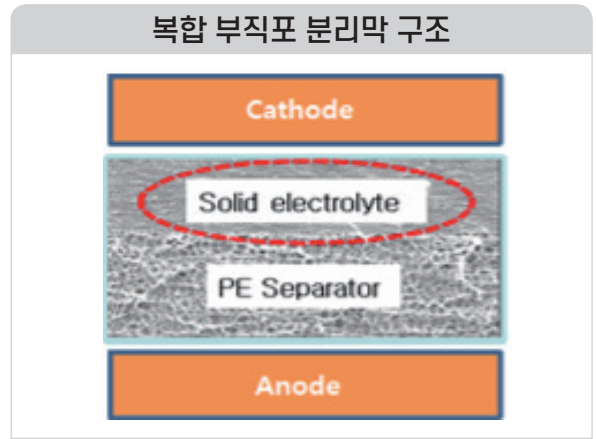 복합 부직포 분리막 구조
Cathode
Solid electrolyte
PE Separator
Anode